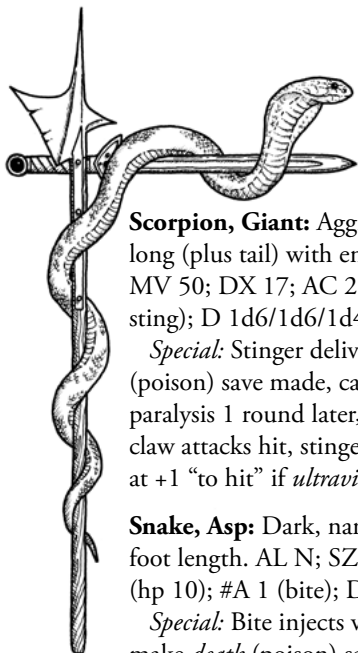 Scorpion, Giant: Agg
long (plus tail) with en
MV 50; DX 17; AC 2
sting); D 1d6/1d6/1d4
Special: Stinger deliv
(poison) save made, ca
paralysis 1 round later,
claw attacks hit, stinge
at +1 “to hit” if ultravi
Snake, Asp: Dark, nar
foot length. AL N; SZ
(hp 10); #A 1 (bite); D
Special: Bite injects v
make death (poison) s